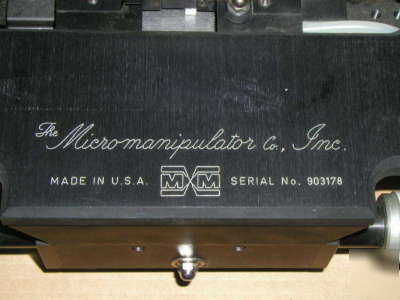 The Micromanipulator Co., Inc.
MADE IN U.S.A. MM SERIAL No. 903178